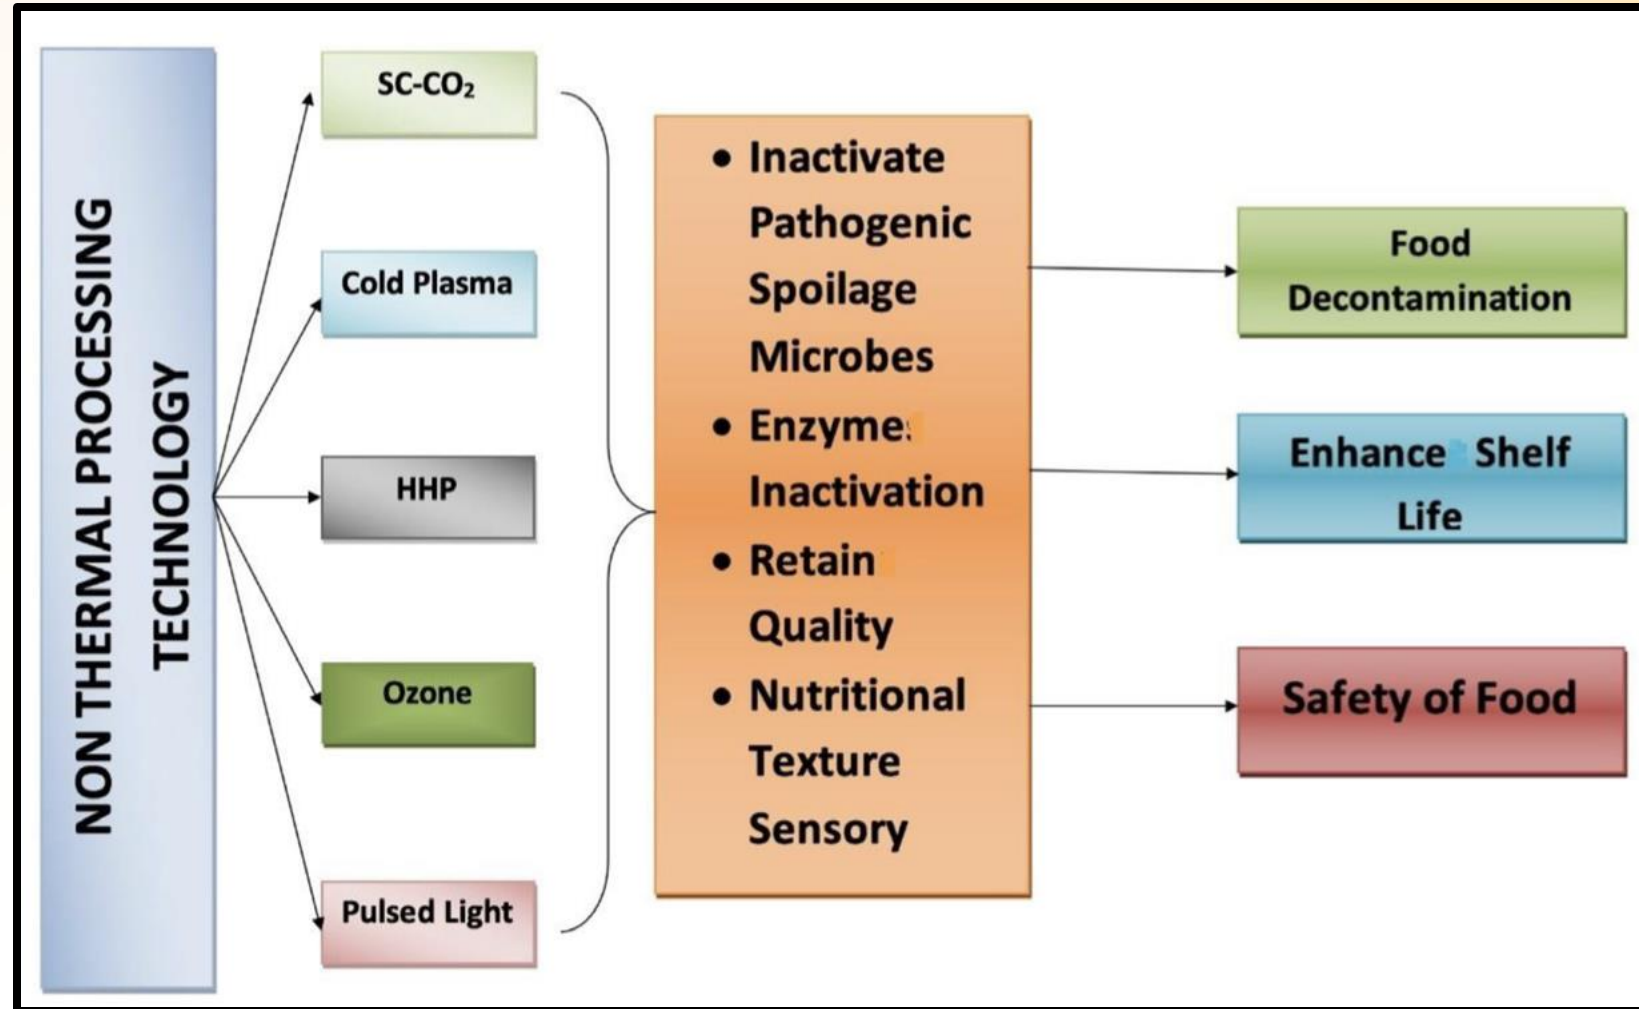 NON THERMAL PROCESSING
TECHNOLOGY
SC-CO₂
Cold Plasma
HHP
Ozone
Pulsed Light
• Inactivate
Pathogenic
Spoilage
Microbes
• Enzyme
Inactivation
• Retain
Quality
• Nutritional
Texture
Sensory
Food
Decontamination
Enhance Shelf
Life
Safety of Food